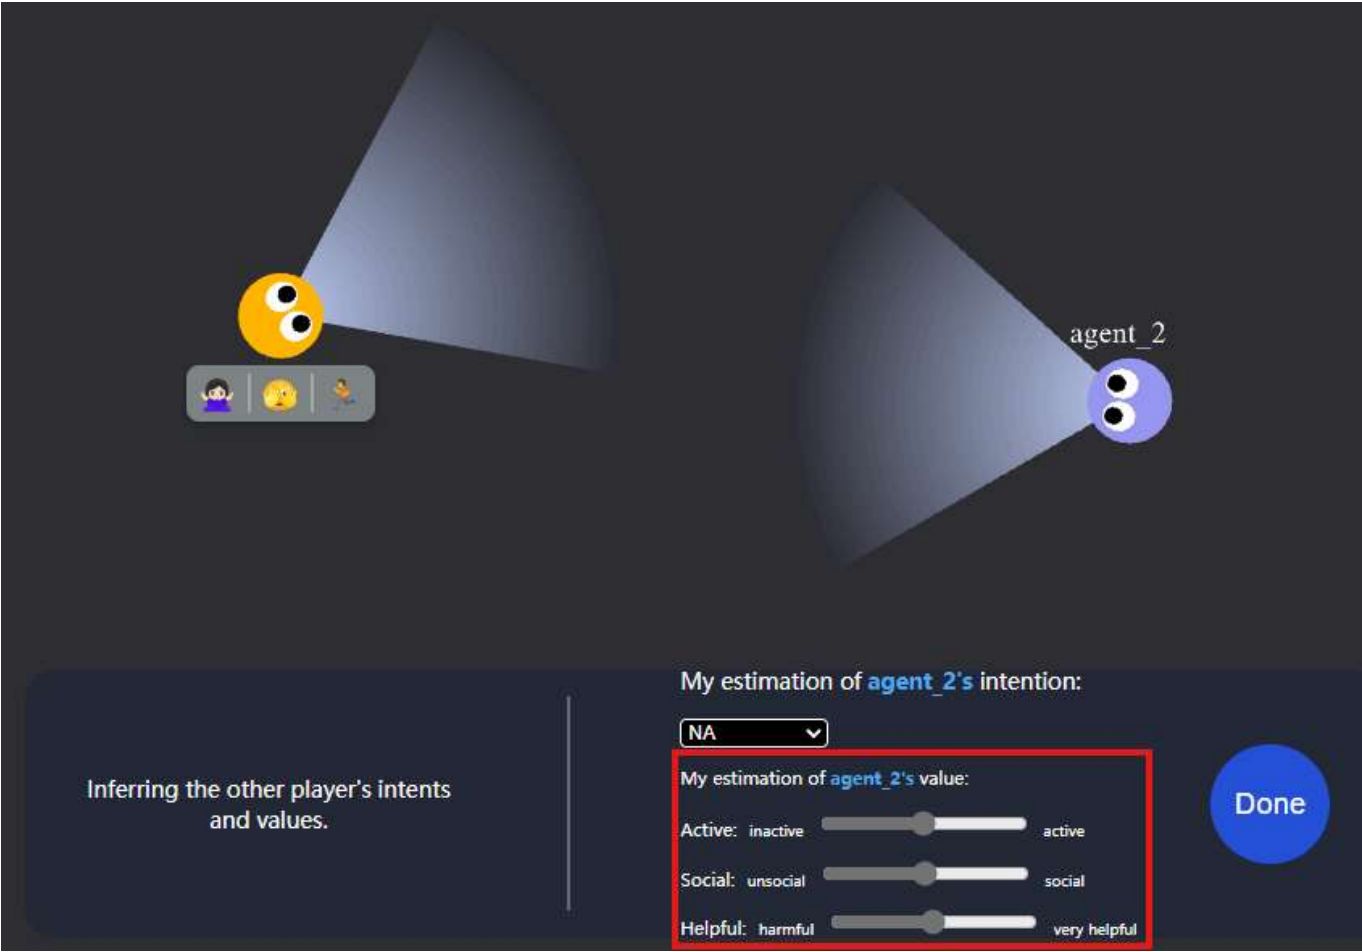 agent_2
My estimation of agent_2's intention:
NA
Inferring the other player's intents
and values.
My estimation of agent_2's value:
Active: inactive active
Social: unsocial social
Helpful: harmful very helpful
Done